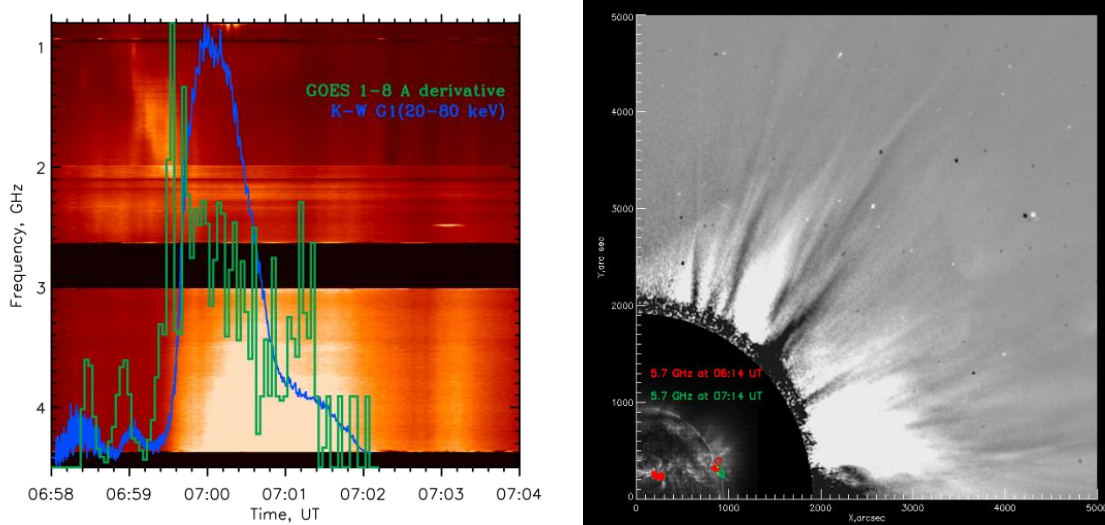 GOES 1-8 A derivative
K-W G1(20-80 keV)
Frequency, GHz
1
2
3
4
06:58
06:59
07:00
07:01
07:02
07:03
07:04
Time, UT
5000
4000
3000
2000
1000
0
Y,arc sec
5.7 GHz at 06:14 UT
5.7 GHz at 07:14 UT
0
1000
2000
3000
4000
5000
X,arcsec